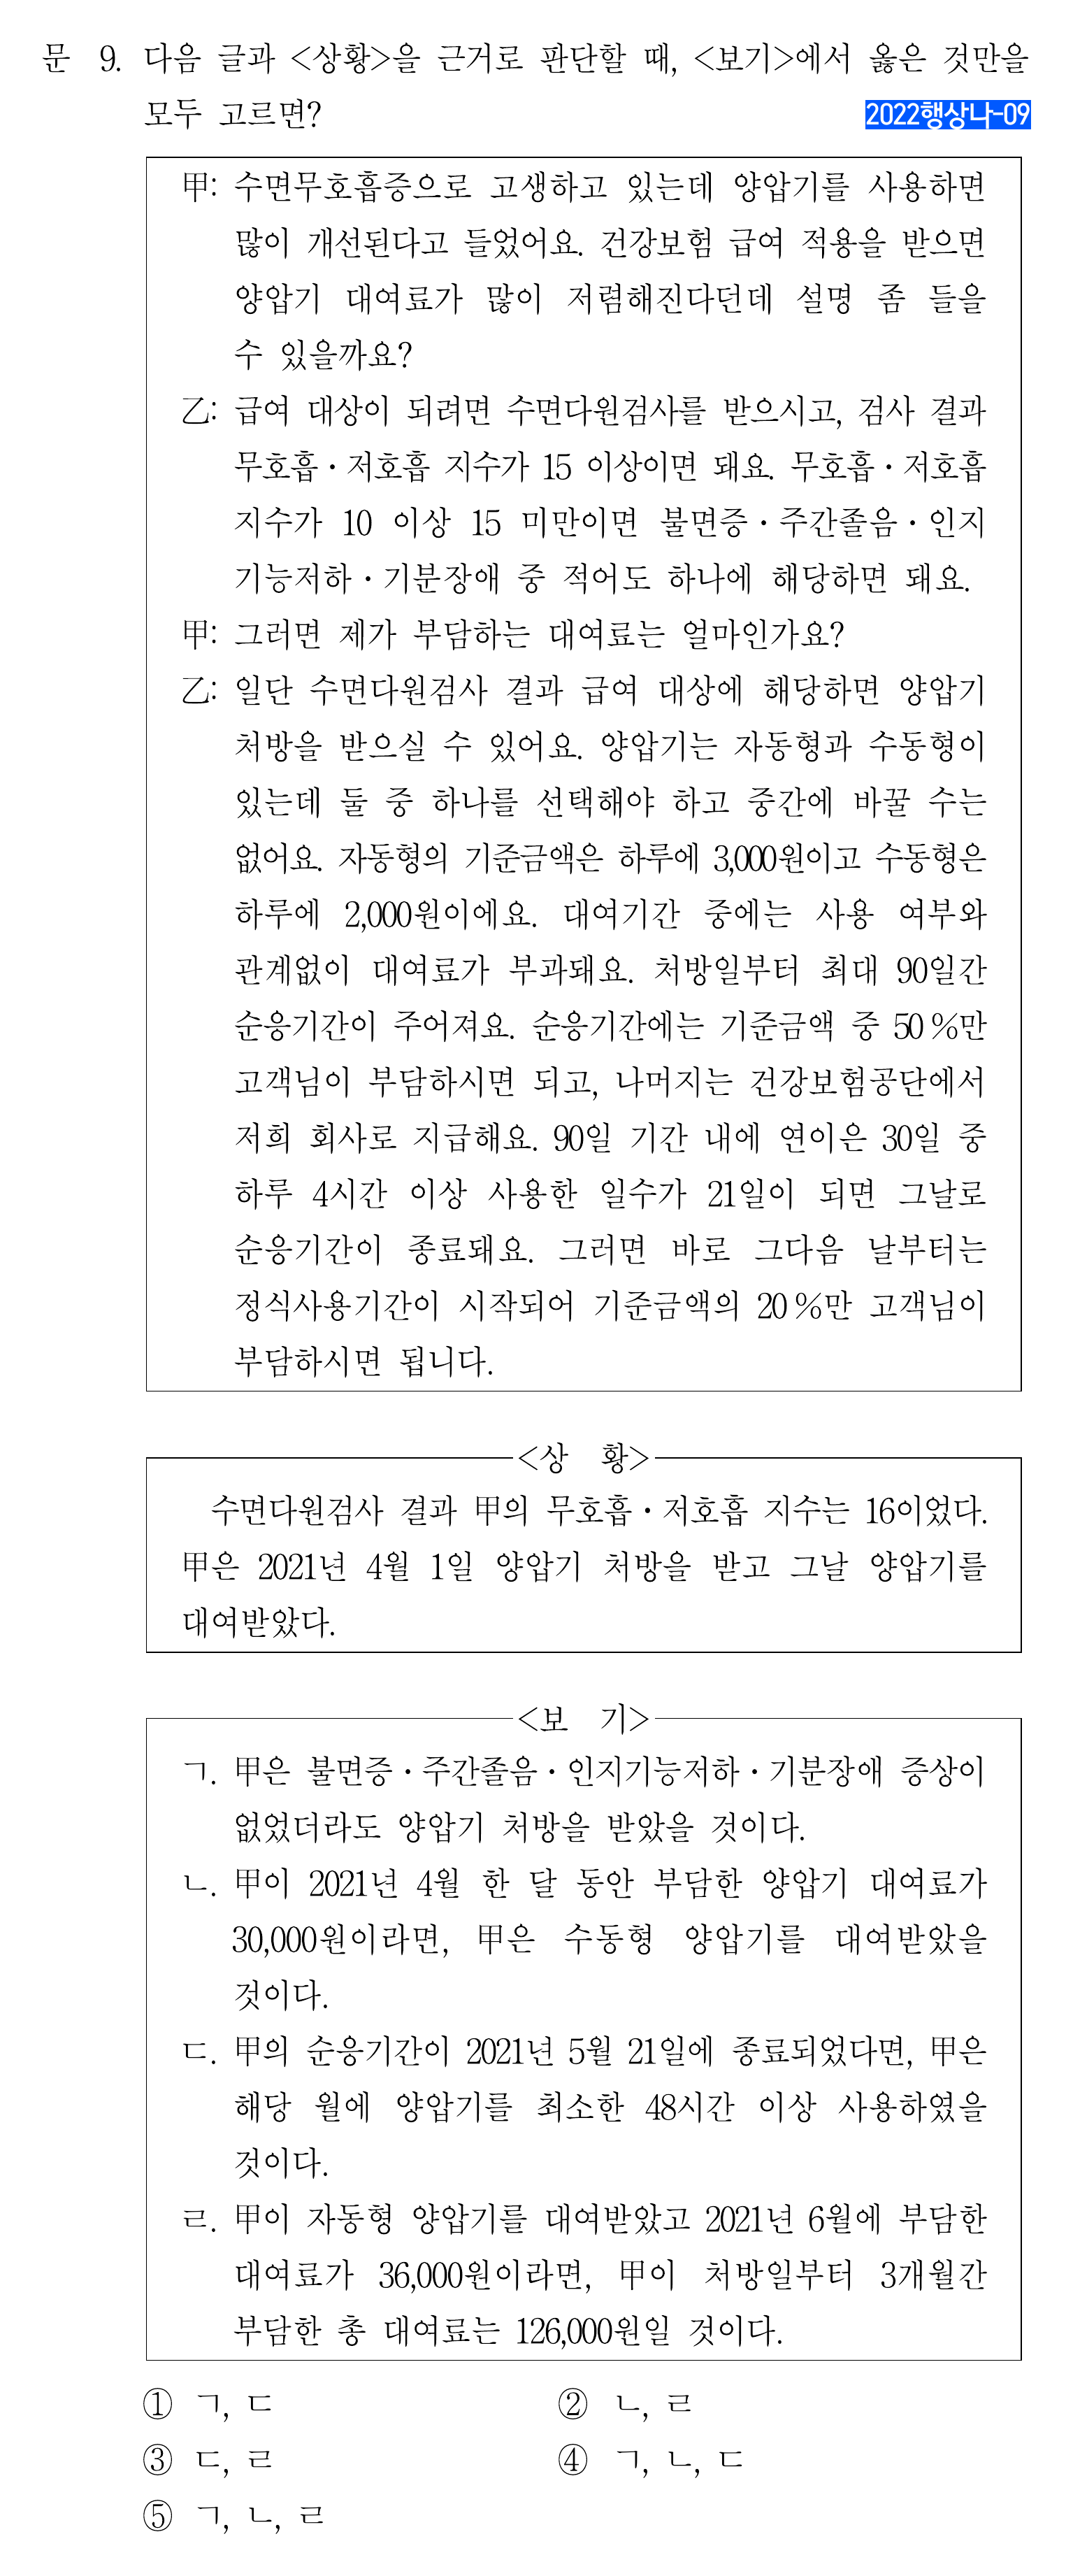 문 9. 다음 글과 <상황>을 근거로 판단할 때, <보기>에서 옳은 것만을
모두 고르면?
2022행상나-09
甲: 수면무호흡증으로 고생하고 있는데 양압기를 사용하면
많이 개선된다고 들었어요. 건강보험 급여 적용을 받으면
양압기 대여료가 많이 저렴해진다던데 설명 좀 들을
수 있을까요?
乙: 급여 대상이 되려면 수면다원검사를 받으시고, 검사 결과
무호흡·저호흡 지수가 15 이상이면 돼요. 무호흡·저호흡
지수가 10 이상 15 미만이면 불면증·주간졸음·인지
기능저하·기분장애 중 적어도 하나에 해당하면 돼요.
甲: 그러면 제가 부담하는 대여료는 얼마인가요?
乙: 일단 수면다원검사 결과 급여 대상에 해당하면 양압기
처방을 받으실 수 있어요. 양압기는 자동형과 수동형이
있는데 둘 중 하나를 선택해야 하고 중간에 바꿀 수는
없어요. 자동형의 기준금액은 하루에 3,000원이고 수동형은
하루에 2,000원이에요. 대여기간 중에는 사용 여부와
관계없이 대여료가 부과돼요. 처방일부터 최대 90일간
순응기간이 주어져요. 순응기간에는 기준금액 중 50 %만
고객님이 부담하시면 되고, 나머지는 건강보험공단에서
저희 회사로 지급해요. 90일 기간 내에 연이은 30일 중
하루 4시간 이상 사용한 일수가 21일이 되면 그날로
순응기간이 종료돼요. 그러면 바로 그다음 날부터는
정식사용기간이 시작되어 기준금액의 20 %만 고객님이
부담하시면 됩니다.
<상 황>
수면다원검사 결과 甲의 무호흡·저호흡 지수는 16이었다.
甲은 2021년 4월 1일 양압기 처방을 받고 그날 양압기를
대여받았다.
<보 기>
ㄱ. 甲은 불면증·주간졸음·인지기능저하·기분장애 증상이
없었더라도 양압기 처방을 받았을 것이다.
ㄴ. 甲이 2021년 4월 한 달 동안 부담한 양압기 대여료가
30,000원이라면, 甲은 수동형 양압기를 대여받았을
것이다.
ㄷ. 甲의 순응기간이 2021년 5월 21일에 종료되었다면, 甲은
해당 월에 양압기를 최소한 48시간 이상 사용하였을
것이다.
ㄹ. 甲이 자동형 양압기를 대여받았고 2021년 6월에 부담한
대여료가 36,000원이라면, 甲이 처방일부터 3개월간
부담한 총 대여료는 126,000원일 것이다.
① ㄱ, ㄷ ② ㄴ, ㄹ
③ ㄷ, ㄹ ④ ㄱ, ㄴ, ㄷ
⑤ ㄱ, ㄴ, ㄹ